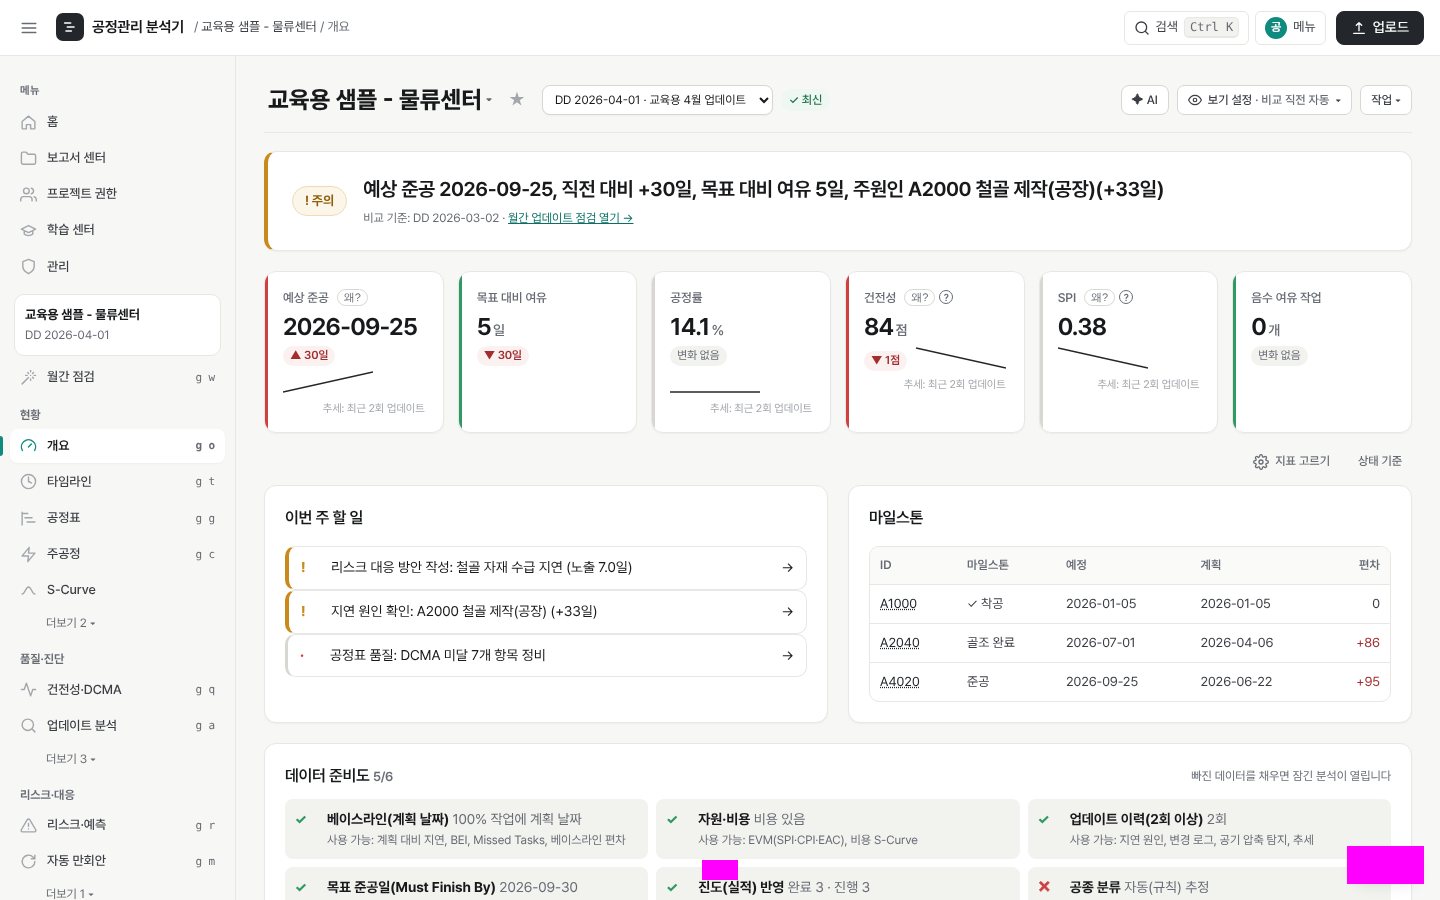 공정관리 분석기 / 교육용 샘플 - 물류센터 / 개요
검색 Ctrl K
공 메뉴
업로드
메뉴
홈
보고서 센터
프로젝트 권한
학습 센터
관리
교육용 샘플 - 물류센터
DD 2026-04-01
월간 점검 g w
현황
개요 g o
타임라인 g t
공정표 g g
주공정 g c
S-Curve
더보기 2
품질·진단
건전성·DCMA g q
업데이트 분석 g a
더보기 3
리스크·대응
리스크·예측 g r
자동 만회안 g m
더보기 1
교육용 샘플 - 물류센터
DD 2026-04-01 · 교육용 4월 업데이트
✓ 최신
AI
보기 설정 · 비교 직전 자동
작업
! 주의
예상 준공 2026-09-25, 직전 대비 +30일, 목표 대비 여유 5일, 주원인 A2000 철골 제작(공장)(+33일)
비교 기준: DD 2026-03-02 · 월간 업데이트 점검 열기 →
예상 준공 왜?
2026-09-25
▲ 30일
추세: 최근 2회 업데이트
목표 대비 여유
5일
▼ 30일
공정률
14.1%
변화 없음
추세: 최근 2회 업데이트
건전성 왜? ?
84점
▼ 1점
추세: 최근 2회 업데이트
SPI 왜? ?
0.38
추세: 최근 2회 업데이트
음수 여유 작업
0개
변화 없음
지표 고르기
상태 기준
이번 주 할 일
! 리스크 대응 방안 작성: 철골 자재 수급 지연 (노출 7.0일) →
! 지연 원인 확인: A2000 철골 제작(공장) (+33일) →
· 공정표 품질: DCMA 미달 7개 항목 정비 →
마일스톤
ID 마일스톤 예정 계획 편차
A1000 ✓ 착공 2026-01-05 2026-01-05 0
A2040 골조 완료 2026-07-01 2026-04-06 +86
A4020 준공 2026-09-25 2026-06-22 +95
데이터 준비도 5/6
빠진 데이터를 채우면 잠긴 분석이 열립니다
✓ 베이스라인(계획 날짜) 100% 작업에 계획 날짜
사용 가능: 계획 대비 지연, BEI, Missed Tasks, 베이스라인 편차
✓ 자원·비용 비용 있음
사용 가능: EVM(SPI·CPI·EAC), 비용 S-Curve
✓ 업데이트 이력(2회 이상) 2회
사용 가능: 지연 원인, 변경 로그, 공기 압축 탐지, 추세
✓ 목표 준공일(Must Finish By) 2026-09-30
✓ 진도(실적) 반영 완료 3 · 진행 3
✕ 공종 분류 자동(규칙) 추정